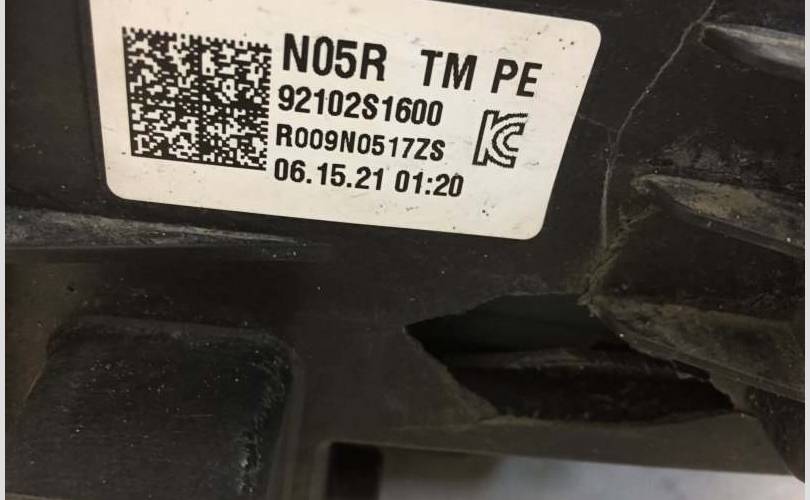 N05R TM PE
92102S1600
R009N0517ZS
06.15.21 01:20